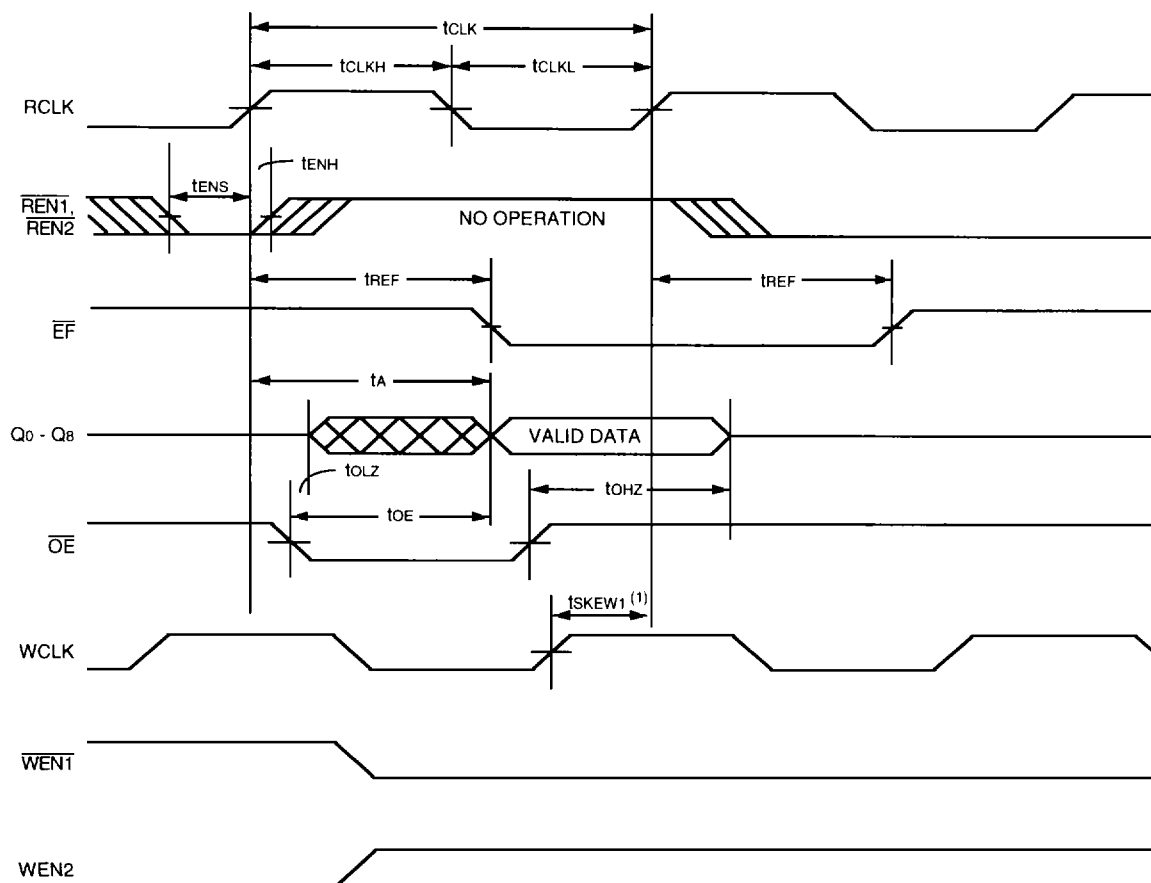 tCLK
tCLKH
tCLKL
RCLK
tENH
tENS
REN1,
REN2
NO OPERATION
tREF
tREF
EF
tA
Q0 - Q8
VALID DATA
tOLZ
tOHZ
tOE
OE
tSKEW1 (1)
WCLK
WEN1
WEN2